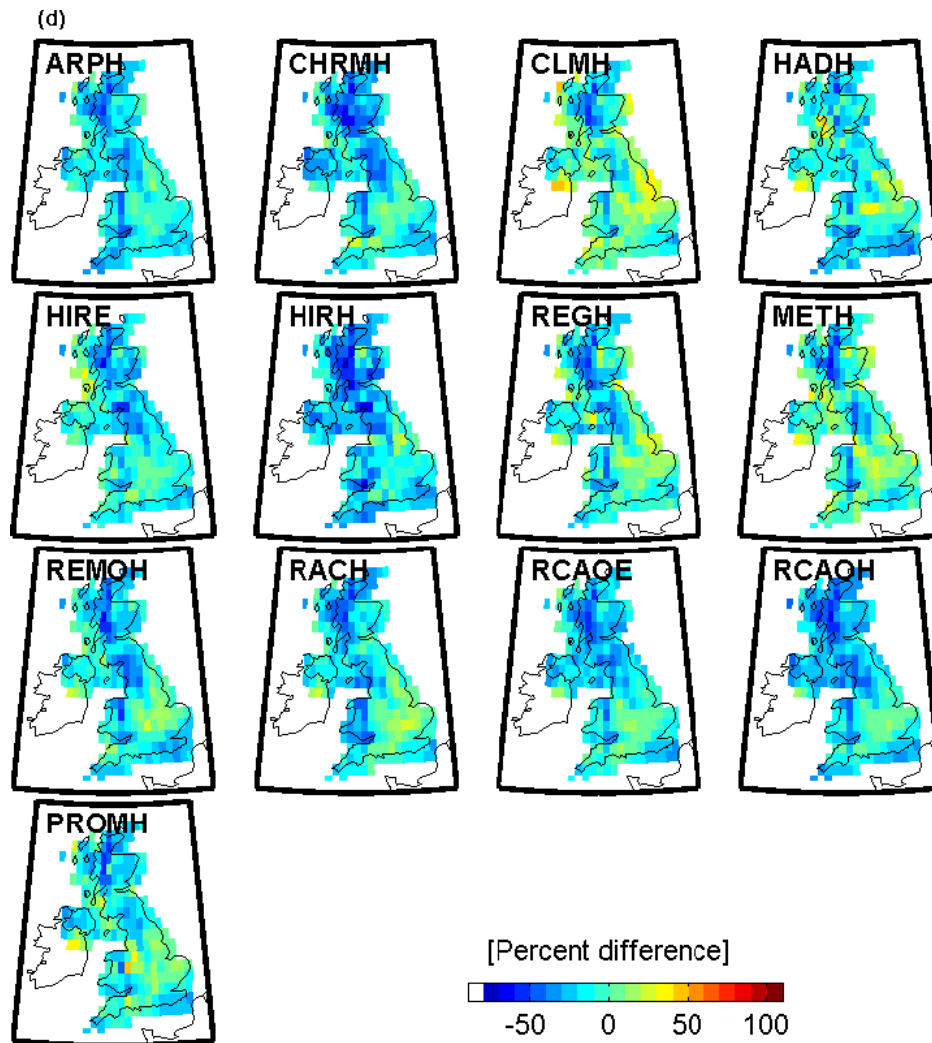 (d)
ARPH CHRMH CLMH HADH
HIRE HIRH REGH METH
REMOH RACH RCAOE RCAOH
PROMH
[Percent difference]
-50 0 50 100